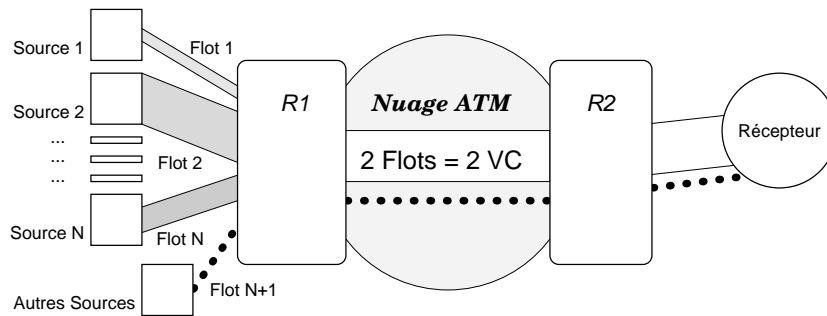 Source 1
Flot 1
Source 2
...
...
...
Flot 2
Source N
Flot N
Autres Sources
Flot N+1
R1
Nuage ATM
2 Flots = 2 VC
R2
Récepteur